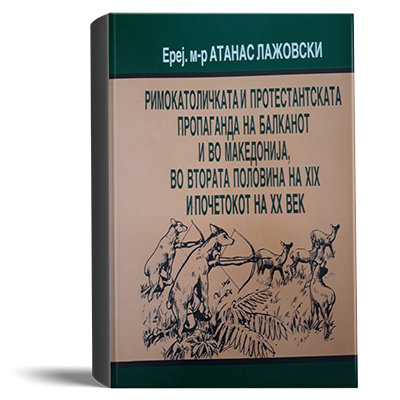 Ереј. м-р АТАНАС ЛАЖОВСКИ
РИМОКАТОЛИЧКАТА И ПРОТЕСТАНТСКАТА
ПРОПАГАНДА НА БАЛКАНОТ
И ВО МАКЕДОНИЈА,
ВО ВТОРАТА ПОЛОВИНА НА XIX
И ПОЧЕТОКОТ НА XX ВЕК